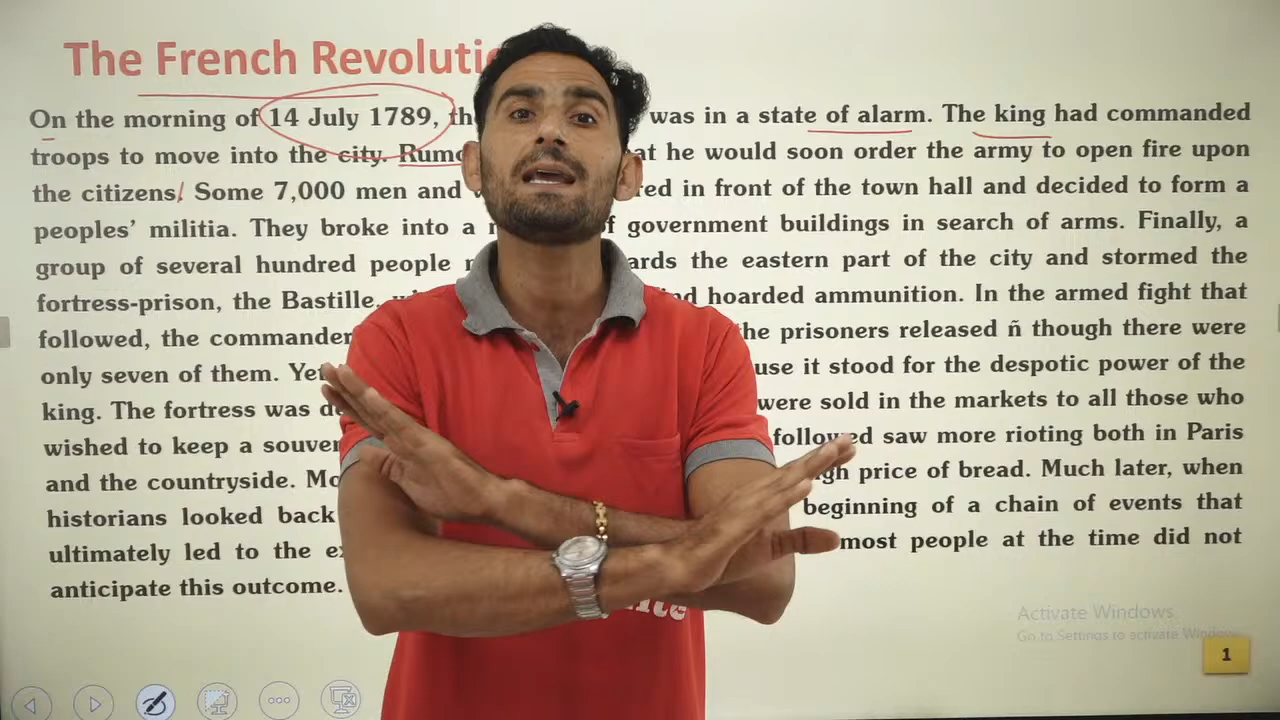 The French Revolutio
On the morning of 14 July 1789, th was in a state of alarm. The king had commanded
troops to move into the city. Rumo at he would soon order the army to open fire upon
the citizens. Some 7,000 men and w red in front of the town hall and decided to form a
peoples' militia. They broke into a n of government buildings in search of arms. Finally, a
group of several hundred people m ards the eastern part of the city and stormed the
fortress-prison, the Bastille, nd hoarded ammunition. In the armed fight that
followed, the commander the prisoners released ñ though there were
only seven of them. Yet use it stood for the despotic power of the
king. The fortress was de were sold in the markets to all those who
wished to keep a souven followed saw more rioting both in Paris
and the countryside. Mo igh price of bread. Much later, when
historians looked back beginning of a chain of events that
ultimately led to the ex most people at the time did not
anticipate this outcome.
Activate Windows
Go to Settings to activate Windows.
1